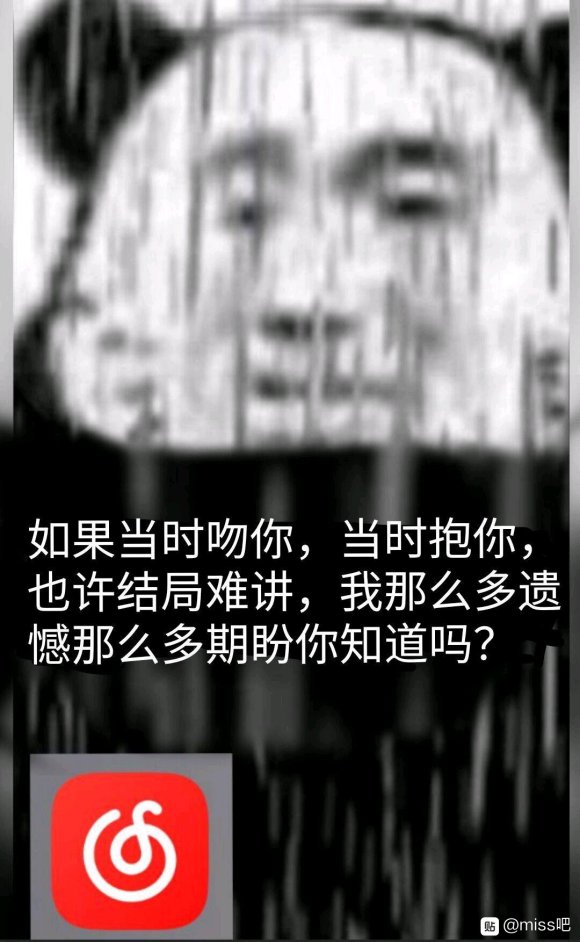 如果当时吻你，当时抱你，
也许结局难讲，我那么多遗
憾那么多期盼你知道吗？
贴 @miss吧